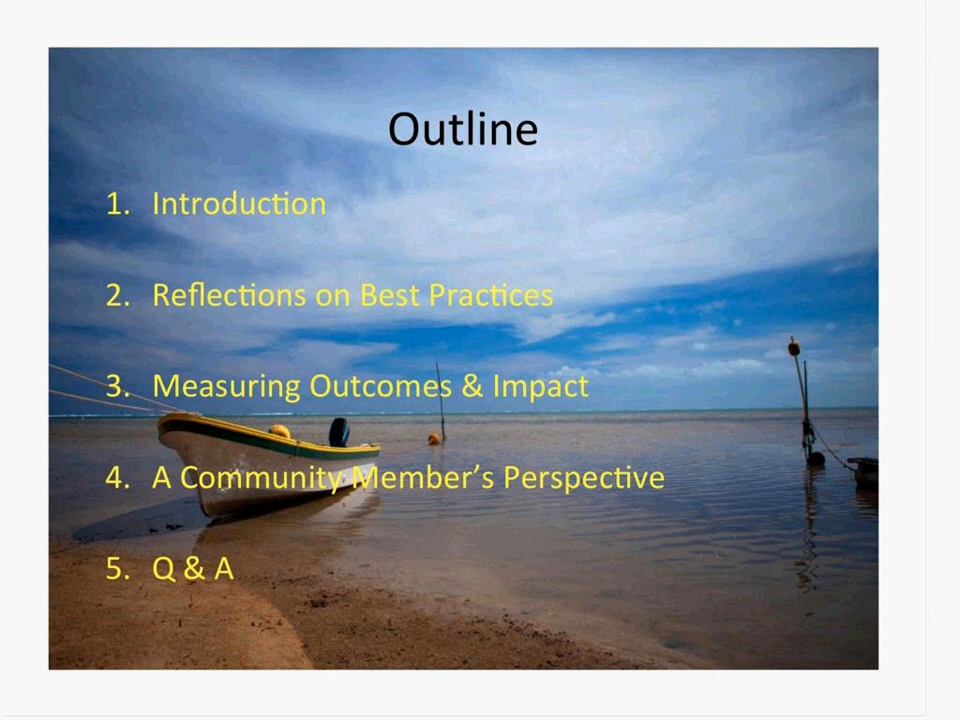 Outline
1. Introduction
2. Reflections on Best Practices
3. Measuring Outcomes & Impact
4. A Community Member’s Perspective
5. Q & A